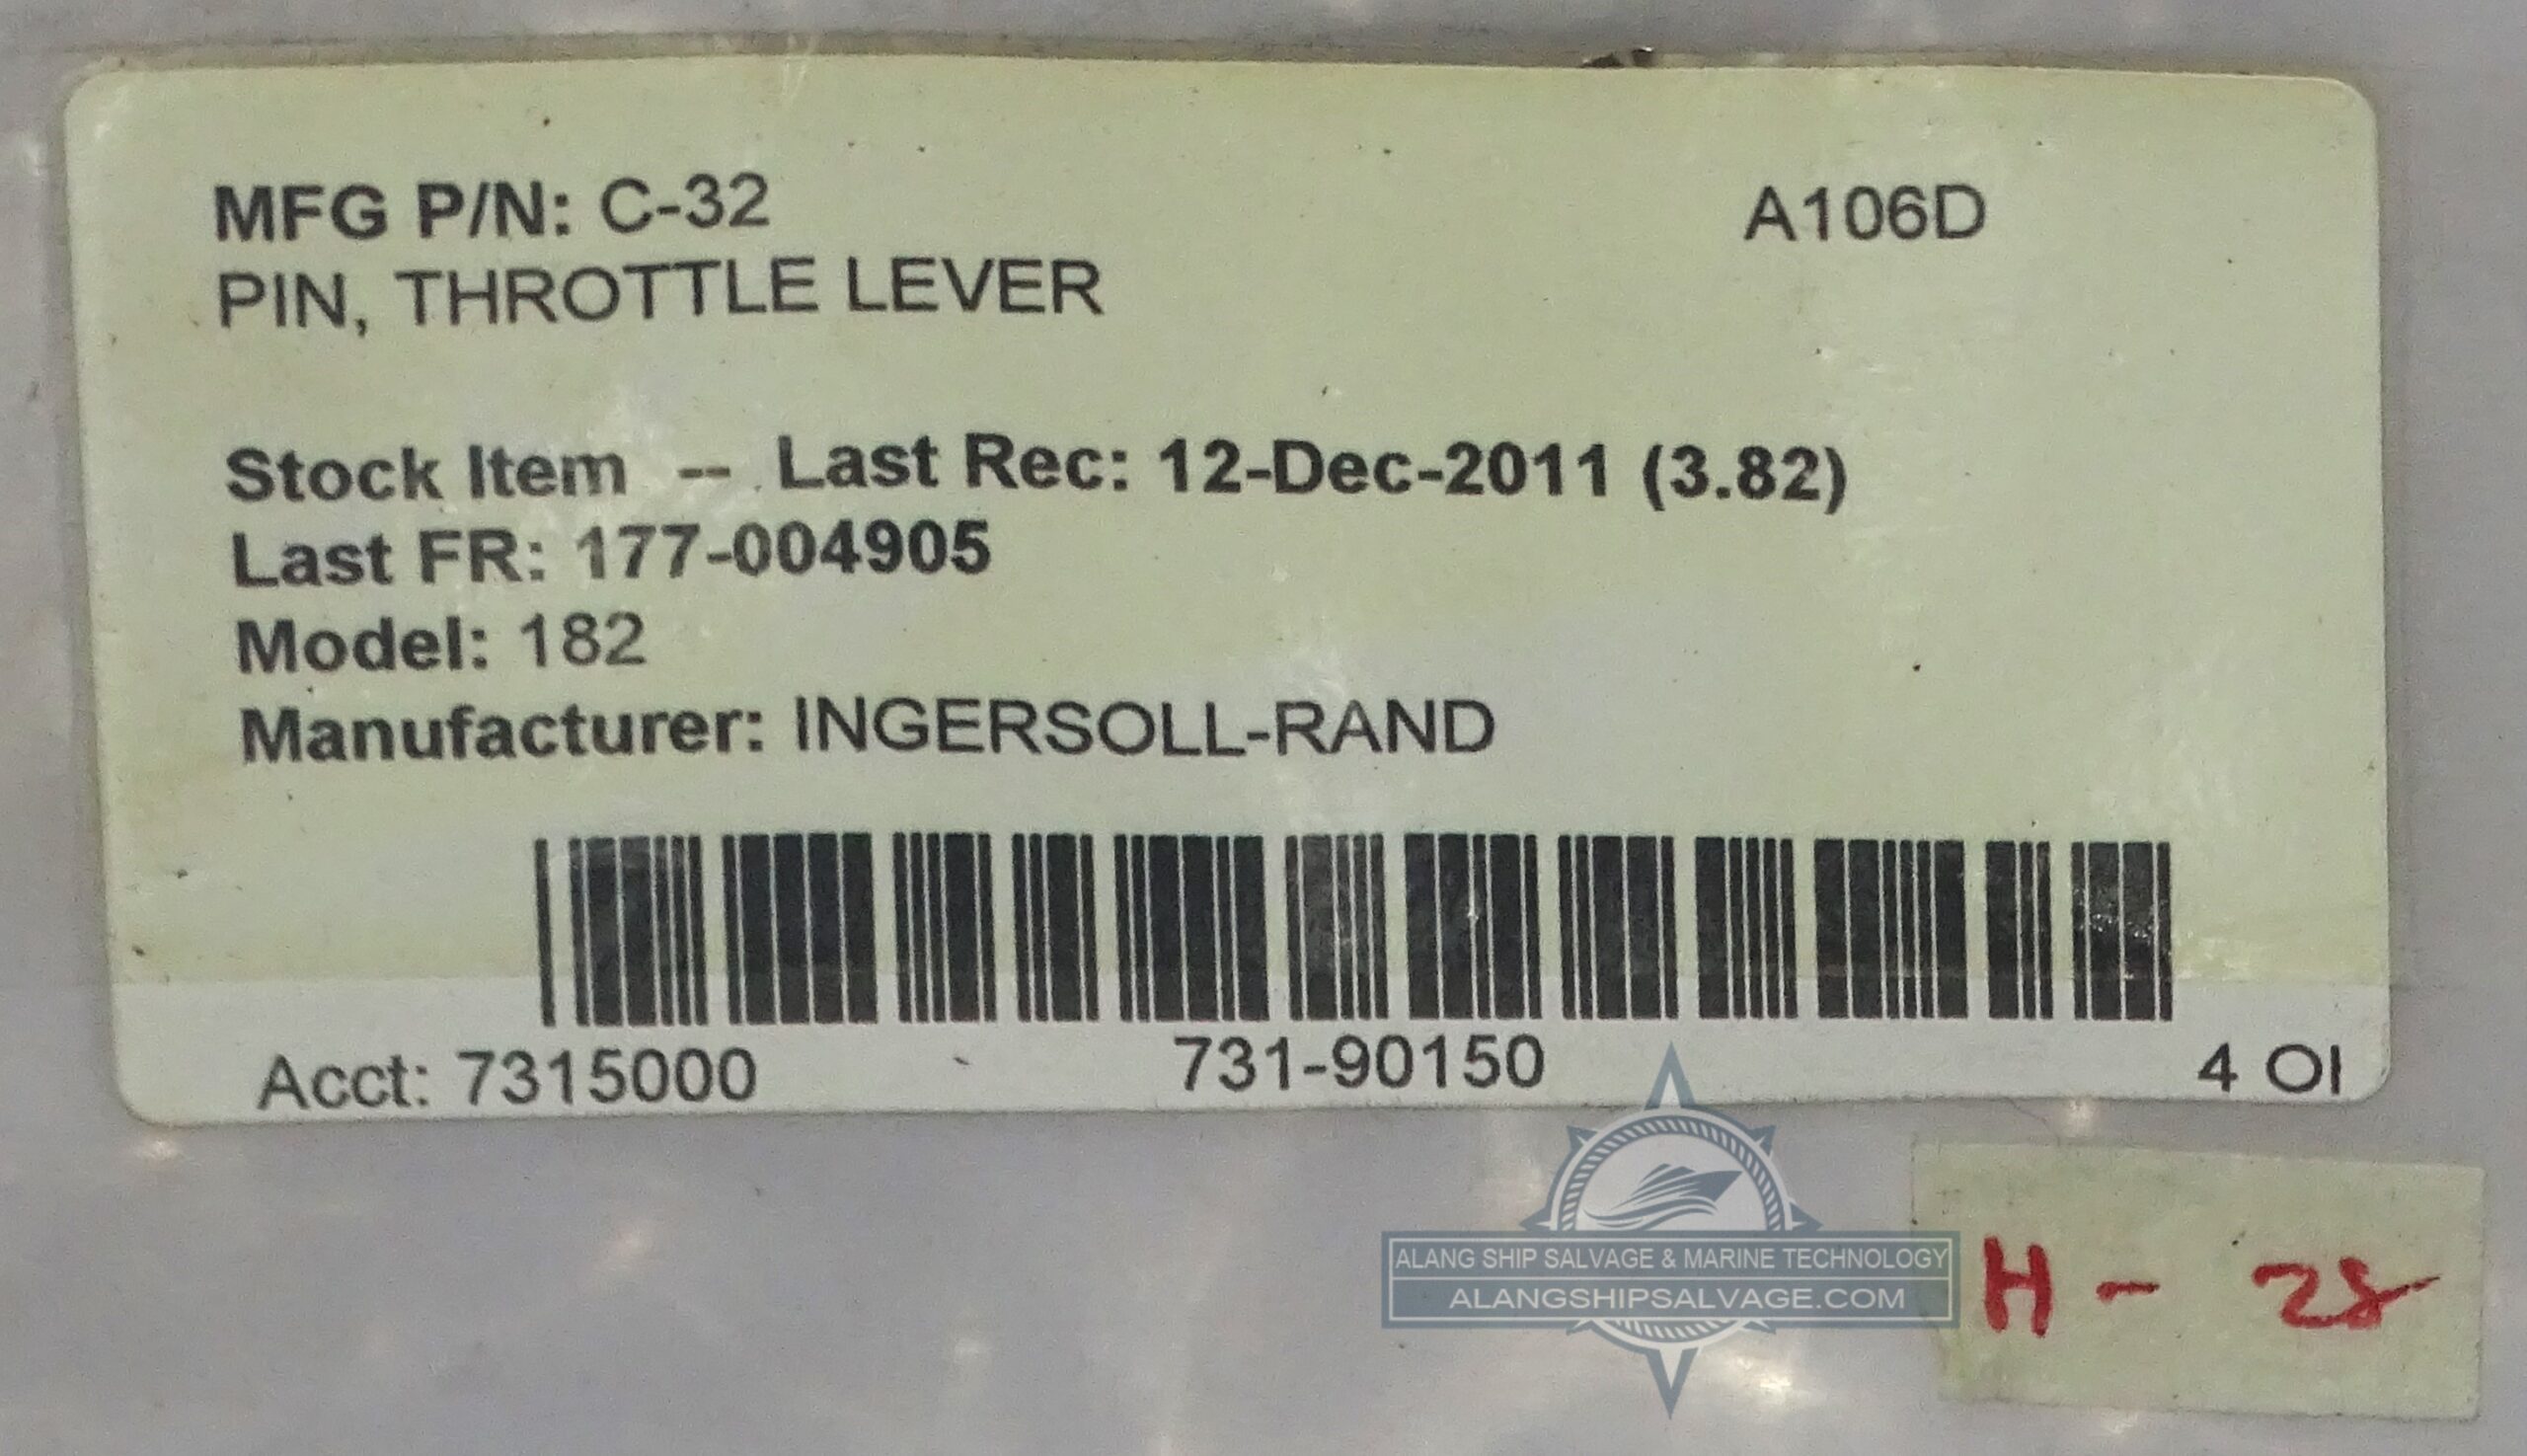 MFG P/N: C-32 A106D
PIN, THROTTLE LEVER
Stock Item -- Last Rec: 12-Dec-2011 (3.82)
Last FR: 177-004905
Model: 182
Manufacturer: INGERSOLL-RAND
Acct: 7315000 731-90150 4 OI
ALANG SHIP SALVAGE & MARINE TECHNOLOGY
ALANGSHIPSALVAGE.COM
H - 28